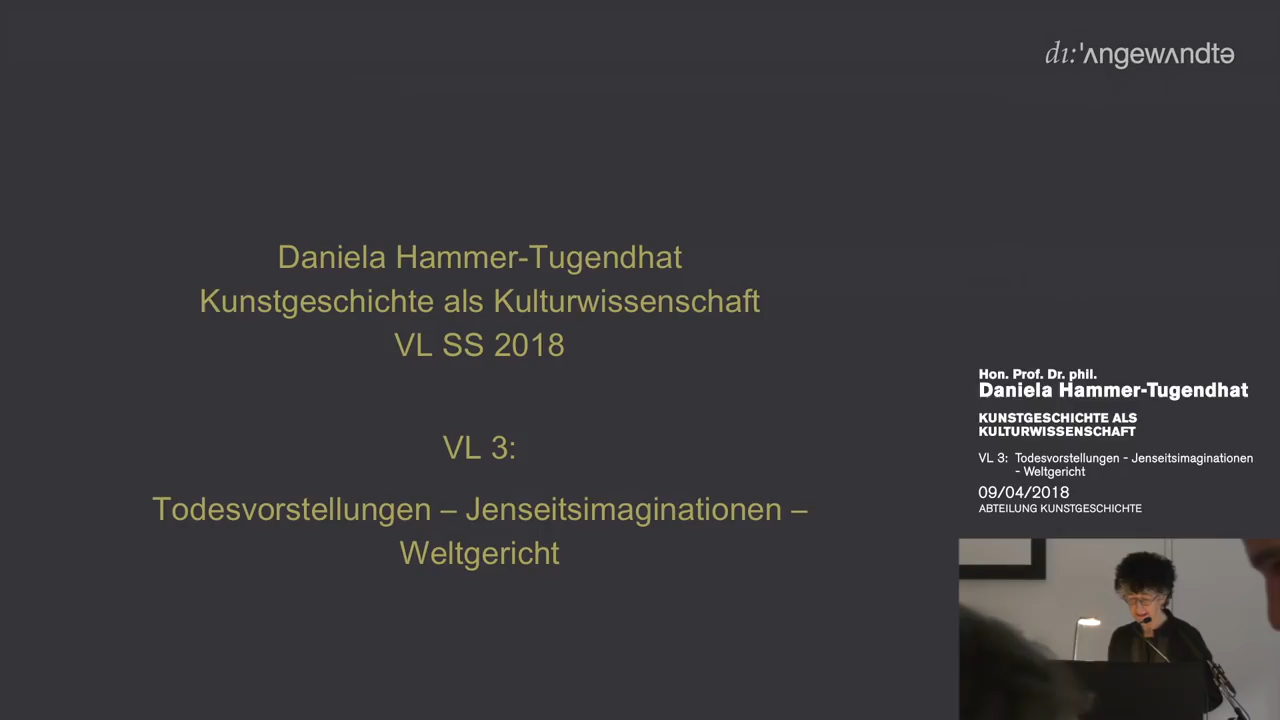 dı:'ʌngewʌndtə
Daniela Hammer-Tugendhat
Kunstgeschichte als Kulturwissenschaft
VL SS 2018
VL 3:
Todesvorstellungen – Jenseitsimaginationen –
Weltgericht
Hon. Prof. Dr. phil.
Daniela Hammer-Tugendhat
KUNSTGESCHICHTE ALS
KULTURWISSENSCHAFT
VL 3: Todesvorstellungen - Jenseitsimaginationen
- Weltgericht
09/04/2018
ABTEILUNG KUNSTGESCHICHTE